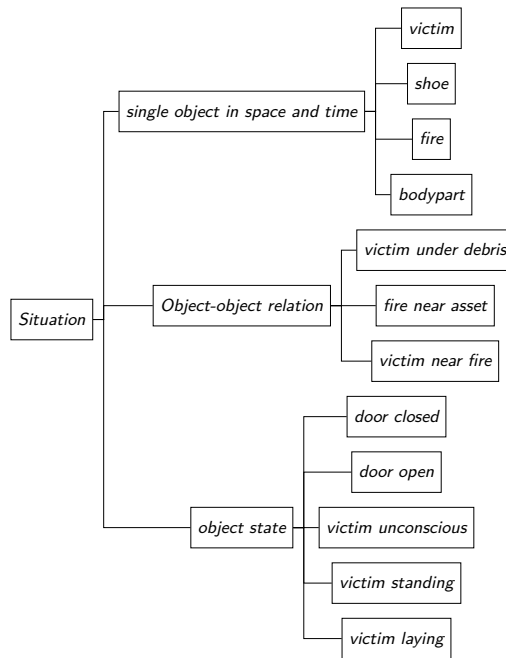 victim
shoe
single object in space and time
fire
bodypart
victim under debris
Object-object relation
fire near asset
Situation
victim near fire
door closed
door open
object state
victim unconscious
victim standing
victim laying